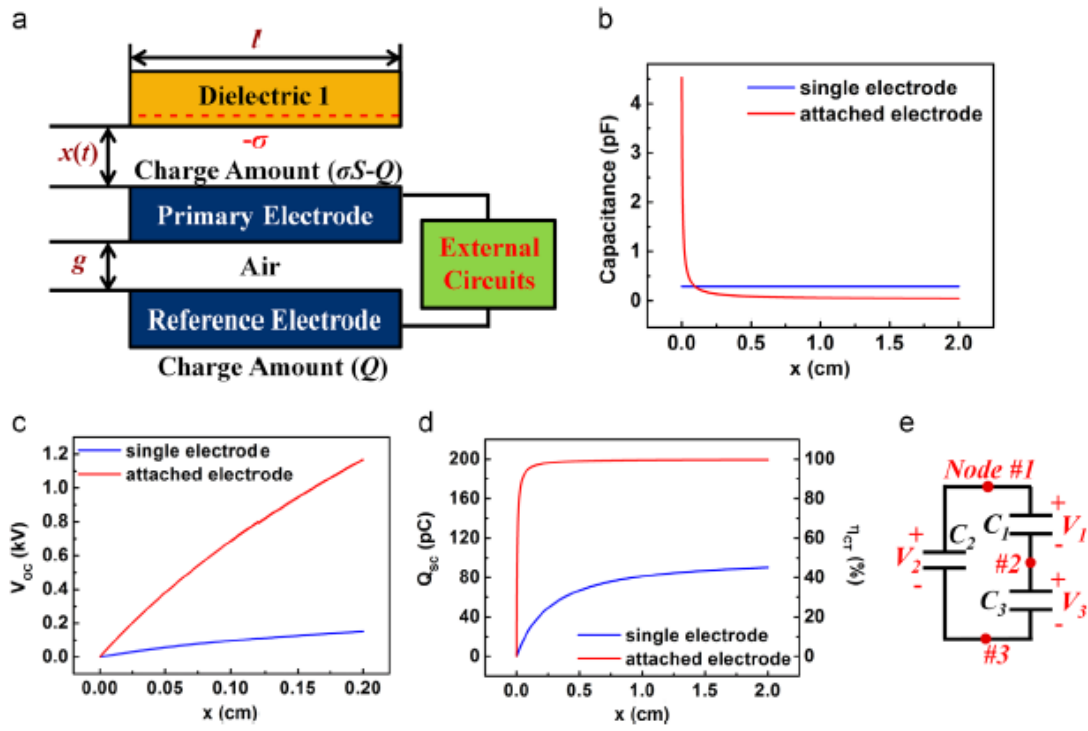 a
l
Dielectric 1
-σ
x(t)
Charge Amount (σS-Q)
Primary Electrode
g
Air
External
Circuits
Reference Electrode
Charge Amount (Q)
b
single electrode
attached electrode
Capacitance (pF)
4
3
2
1
0
0.0 0.5 1.0 1.5 2.0
x (cm)
c
single electrode
attached electrode
V_OC (kV)
1.2
1.0
0.8
0.6
0.4
0.2
0.0
0.00 0.05 0.10 0.15 0.20
x (cm)
d
Q_SC (pC)
200
160
120
80
40
0
100
80
60
40
20
0
η_CT (%)
single electrode
attached electrode
0.0 0.5 1.0 1.5 2.0
x (cm)
e
Node #1
+
C_1 V_1
-
+
C_2
V_2
-
#2
+
C_3 V_3
-
#3